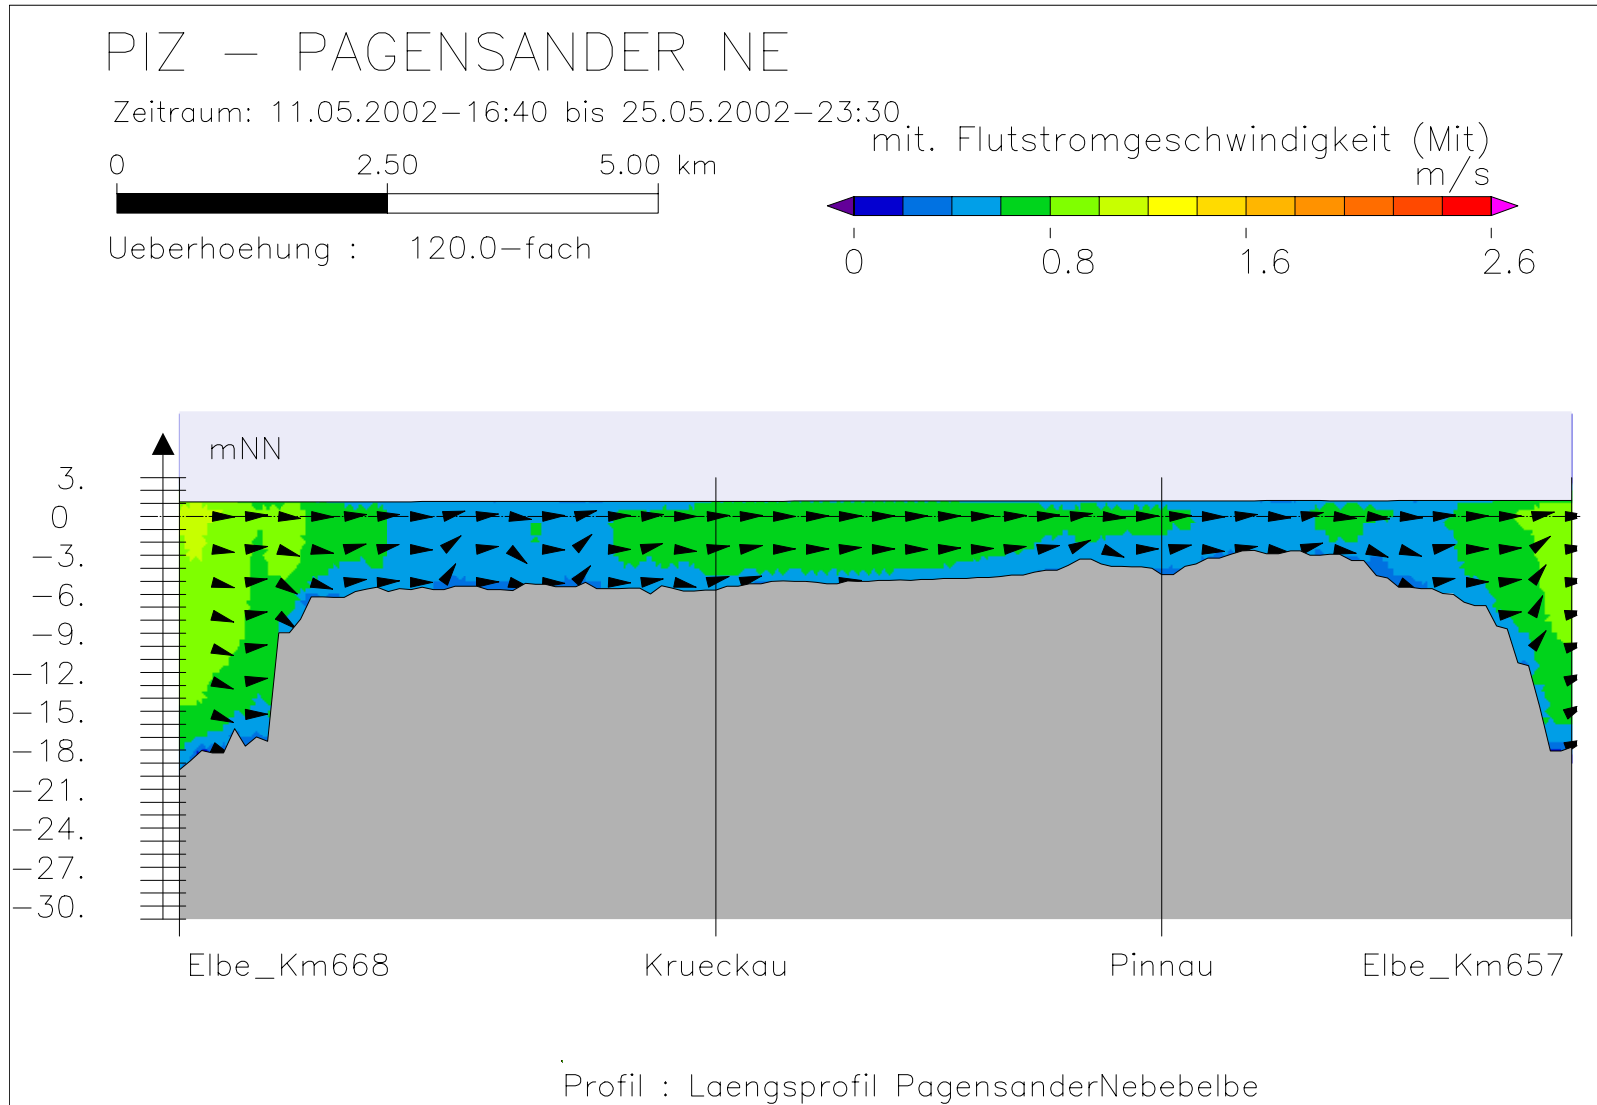 PIZ - PAGENSANDER NE
Zeitraum: 11.05.2002-16:40 bis 25.05.2002-23:30
mit. Flutstromgeschwindigkeit (Mit)
m/s
0 2.50 5.00 km
0 0.8 1.6 2.6
Ueberhoehung : 120.0-fach
mNN
3.
0
-3.
-6.
-9.
-12.
-15.
-18.
-21.
-24.
-27.
-30.
Elbe_Km668 Krueckau Pinnau Elbe_Km657
Profil : Laengsprofil PagensanderNebebelbe